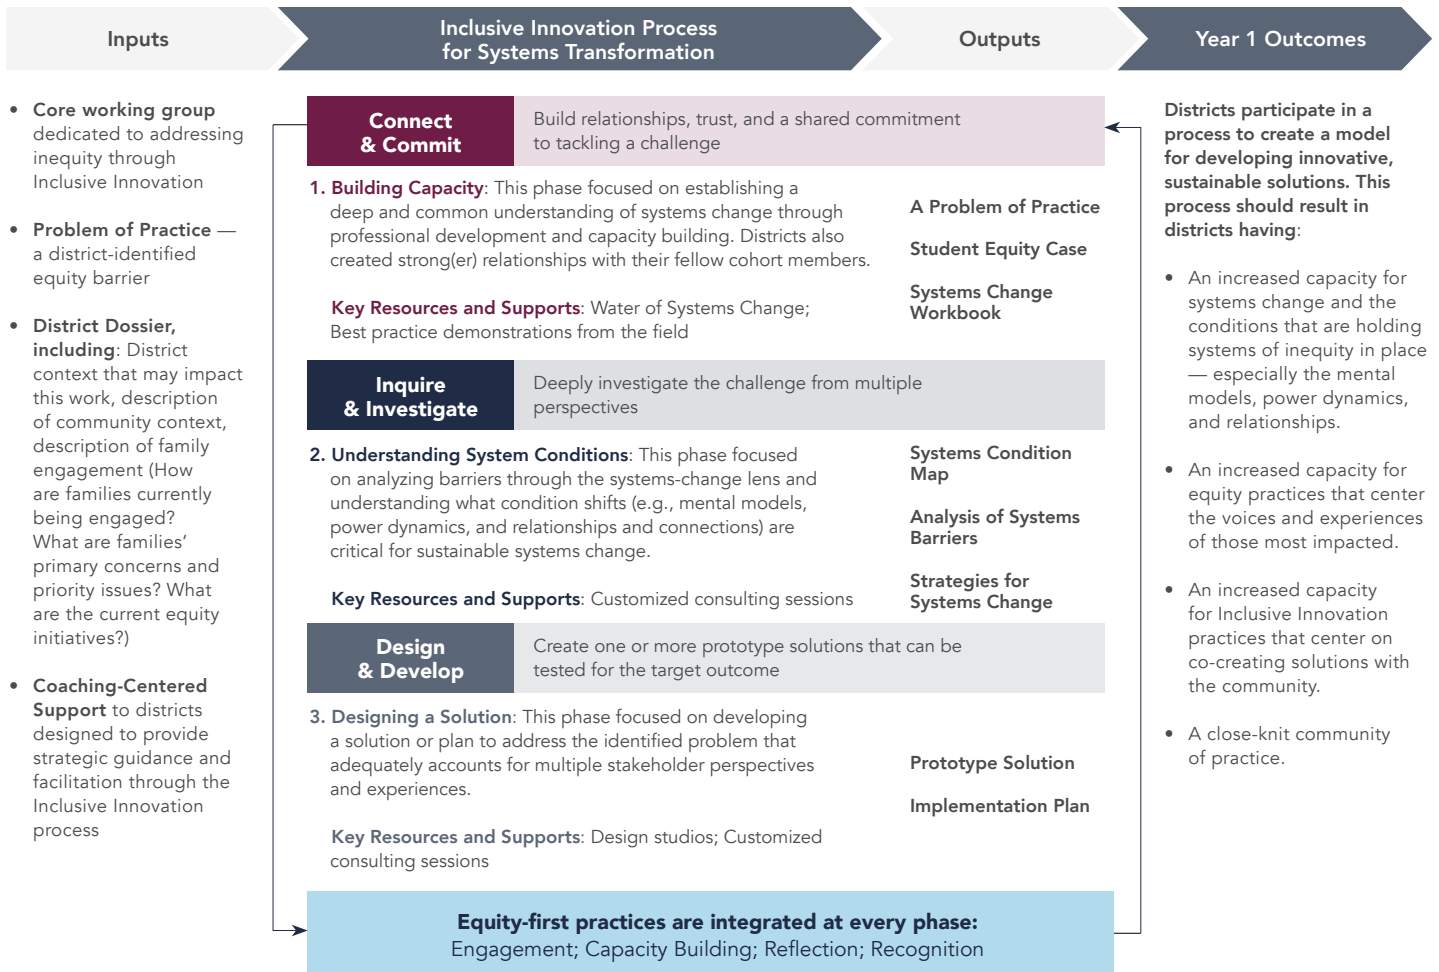 Inputs
Inclusive Innovation Process
for Systems Transformation
Outputs
Year 1 Outcomes
• Core working group
dedicated to addressing
inequity through
Inclusive Innovation
• Problem of Practice —
a district-identified
equity barrier
• District Dossier,
including: District
context that may impact
this work, description
of community context,
description of family
engagement (How
are families currently
being engaged?
What are families’
primary concerns and
priority issues? What
are the current equity
initiatives?)
• Coaching-Centered
Support to districts
designed to provide
strategic guidance and
facilitation through the
Inclusive Innovation
process
Connect
& Commit
Build relationships, trust, and a shared commitment
to tackling a challenge
1. Building Capacity: This phase focused on establishing a
deep and common understanding of systems change through
professional development and capacity building. Districts also
created strong(er) relationships with their fellow cohort members.
Key Resources and Supports: Water of Systems Change;
Best practice demonstrations from the field
A Problem of Practice
Student Equity Case
Systems Change
Workbook
Inquire
& Investigate
Deeply investigate the challenge from multiple
perspectives
2. Understanding System Conditions: This phase focused
on analyzing barriers through the systems-change lens and
understanding what condition shifts (e.g., mental models,
power dynamics, and relationships and connections) are
critical for sustainable systems change.
Key Resources and Supports: Customized consulting sessions
Systems Condition
Map
Analysis of Systems
Barriers
Strategies for
Systems Change
Design
& Develop
Create one or more prototype solutions that can be
tested for the target outcome
3. Designing a Solution: This phase focused on developing
a solution or plan to address the identified problem that
adequately accounts for multiple stakeholder perspectives
and experiences.
Key Resources and Supports: Design studios; Customized
consulting sessions
Prototype Solution
Implementation Plan
Equity-first practices are integrated at every phase:
Engagement; Capacity Building; Reflection; Recognition
Districts participate in a
process to create a model
for developing innovative,
sustainable solutions. This
process should result in
districts having:
• An increased capacity for
systems change and the
conditions that are holding
systems of inequity in place
— especially the mental
models, power dynamics,
and relationships.
• An increased capacity for
equity practices that center
the voices and experiences
of those most impacted.
• An increased capacity
for Inclusive Innovation
practices that center on
co-creating solutions with
the community.
• A close-knit community
of practice.